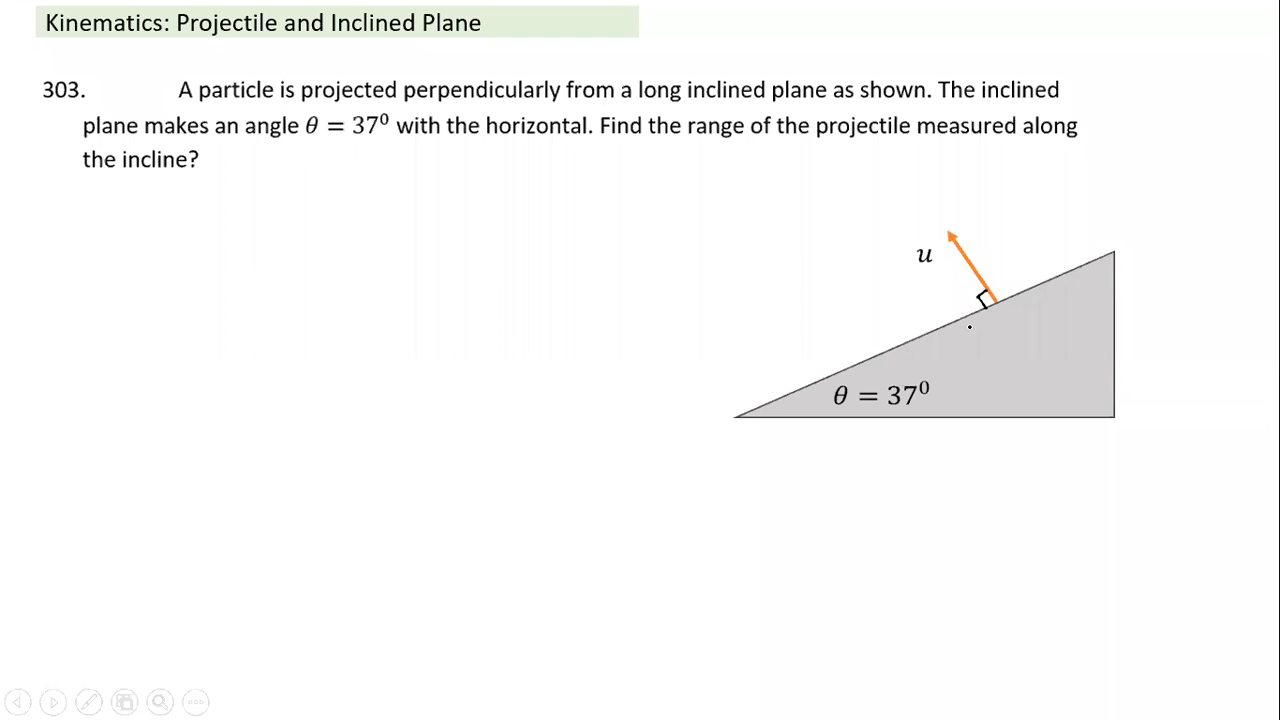 Kinematics: Projectile and Inclined Plane
303. A particle is projected perpendicularly from a long inclined plane as shown. The inclined
plane makes an angle θ = 37⁰ with the horizontal. Find the range of the projectile measured along
the incline?
u
θ = 37⁰